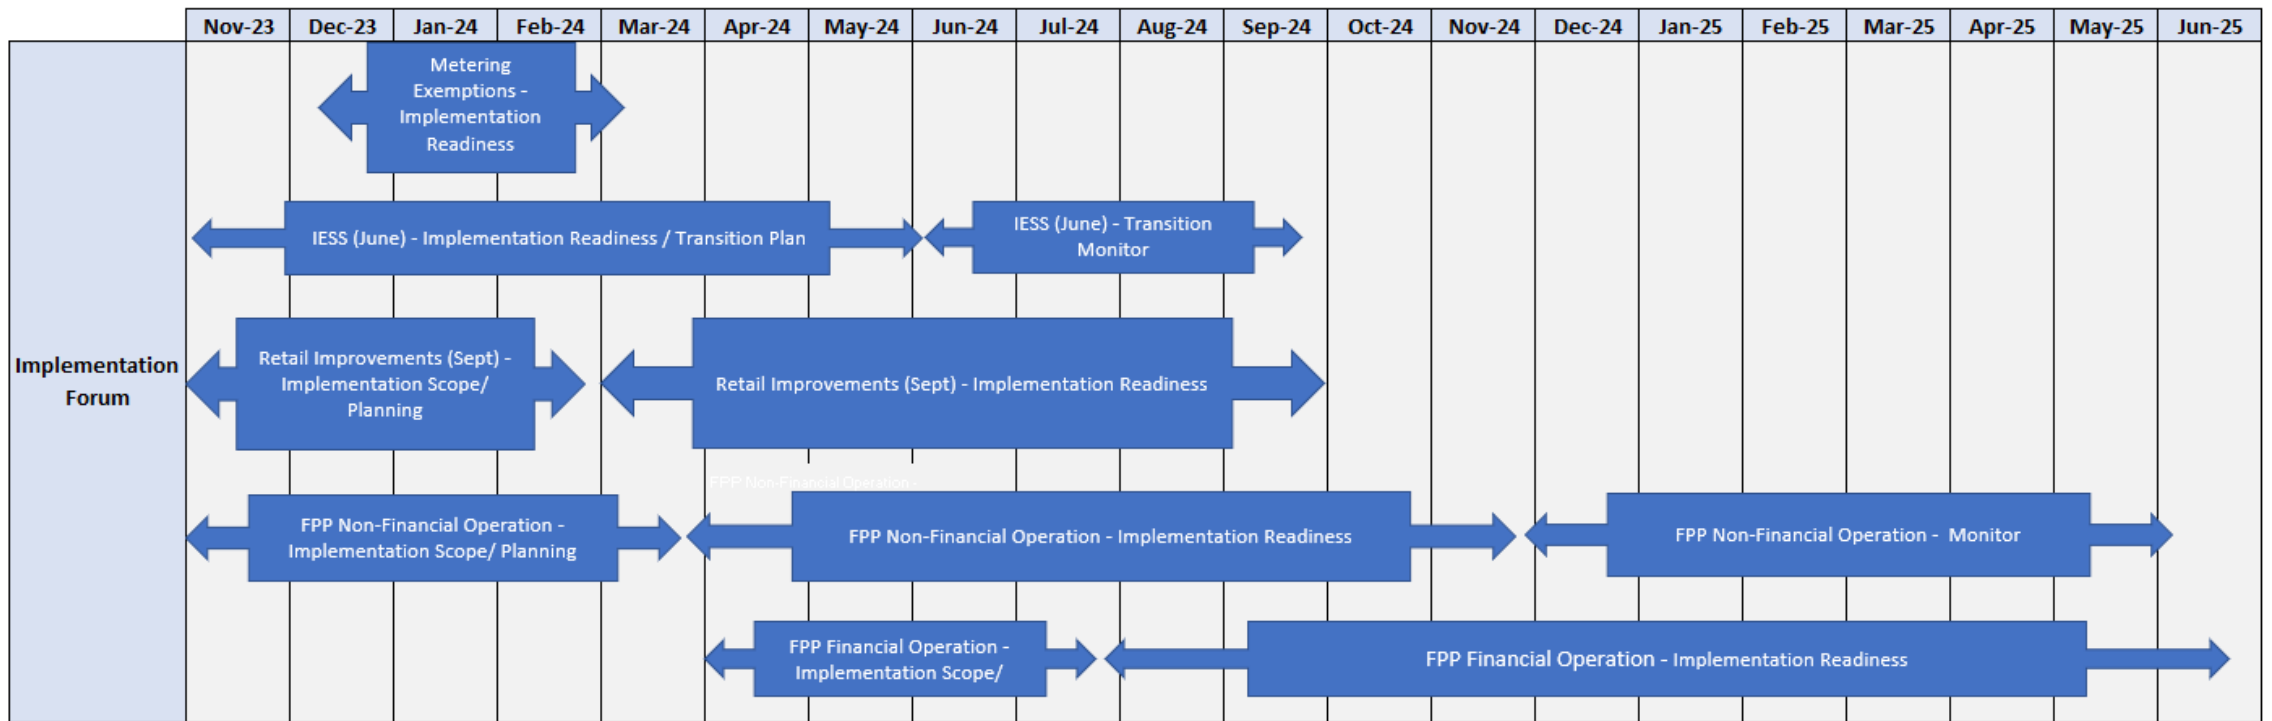 Nov-23 Dec-23 Jan-24 Feb-24 Mar-24 Apr-24 May-24 Jun-24 Jul-24 Aug-24 Sep-24 Oct-24 Nov-24 Dec-24 Jan-25 Feb-25 Mar-25 Apr-25 May-25 Jun-25
Implementation
Forum
Metering
Exemptions -
Implementation
Readiness
IESS (June) - Implementation Readiness / Transition Plan
IESS (June) - Transition
Monitor
Retail Improvements (Sept) -
Implementation Scope/
Planning
Retail Improvements (Sept) - Implementation Readiness
FPP Non-Financial Operation -
FPP Non-Financial Operation -
Implementation Scope/ Planning
FPP Non-Financial Operation - Implementation Readiness
FPP Non-Financial Operation - Monitor
FPP Financial Operation -
Implementation Scope/
FPP Financial Operation - Implementation Readiness